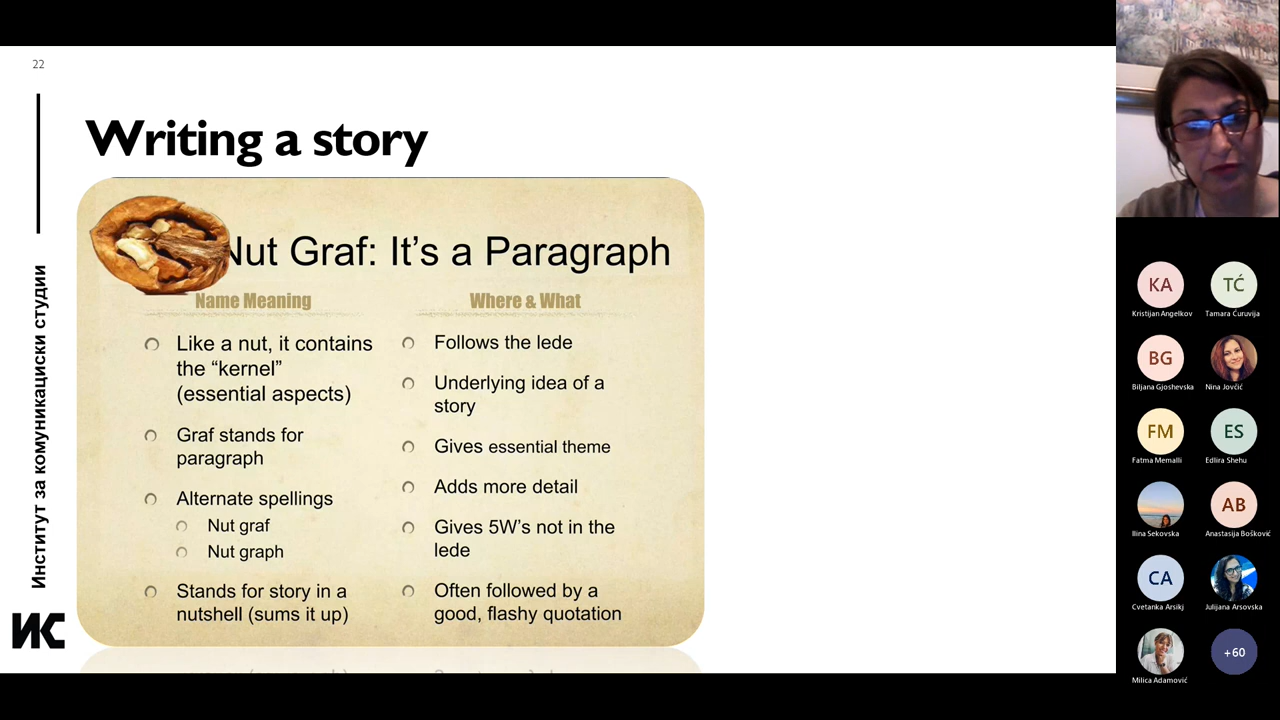 22
Writing a story
Nut Graf: It's a Paragraph
Name Meaning
Like a nut, it contains
the “kernel”
(essential aspects)
Graf stands for
paragraph
Alternate spellings
Nut graf
Nut graph
Stands for story in a
nutshell (sums it up)
Where & What
Follows the lede
Underlying idea of a
story
Gives essential theme
Adds more detail
Gives 5W's not in the
lede
Often followed by a
good, flashy quotation
Институт за комуникациски студии
ИС
KA
Kristijan Angelkov
TĆ
Tamara Ćuruvija
BG
Biljana Gjoshevska
Nina Jovčić
FM
Fatma Memalli
ES
Edlira Shehu
Ilina Sekovska
AB
Anastasija Bošković
CA
Cvetanka Arsikj
Julijana Arsovska
Milica Adamović
+60